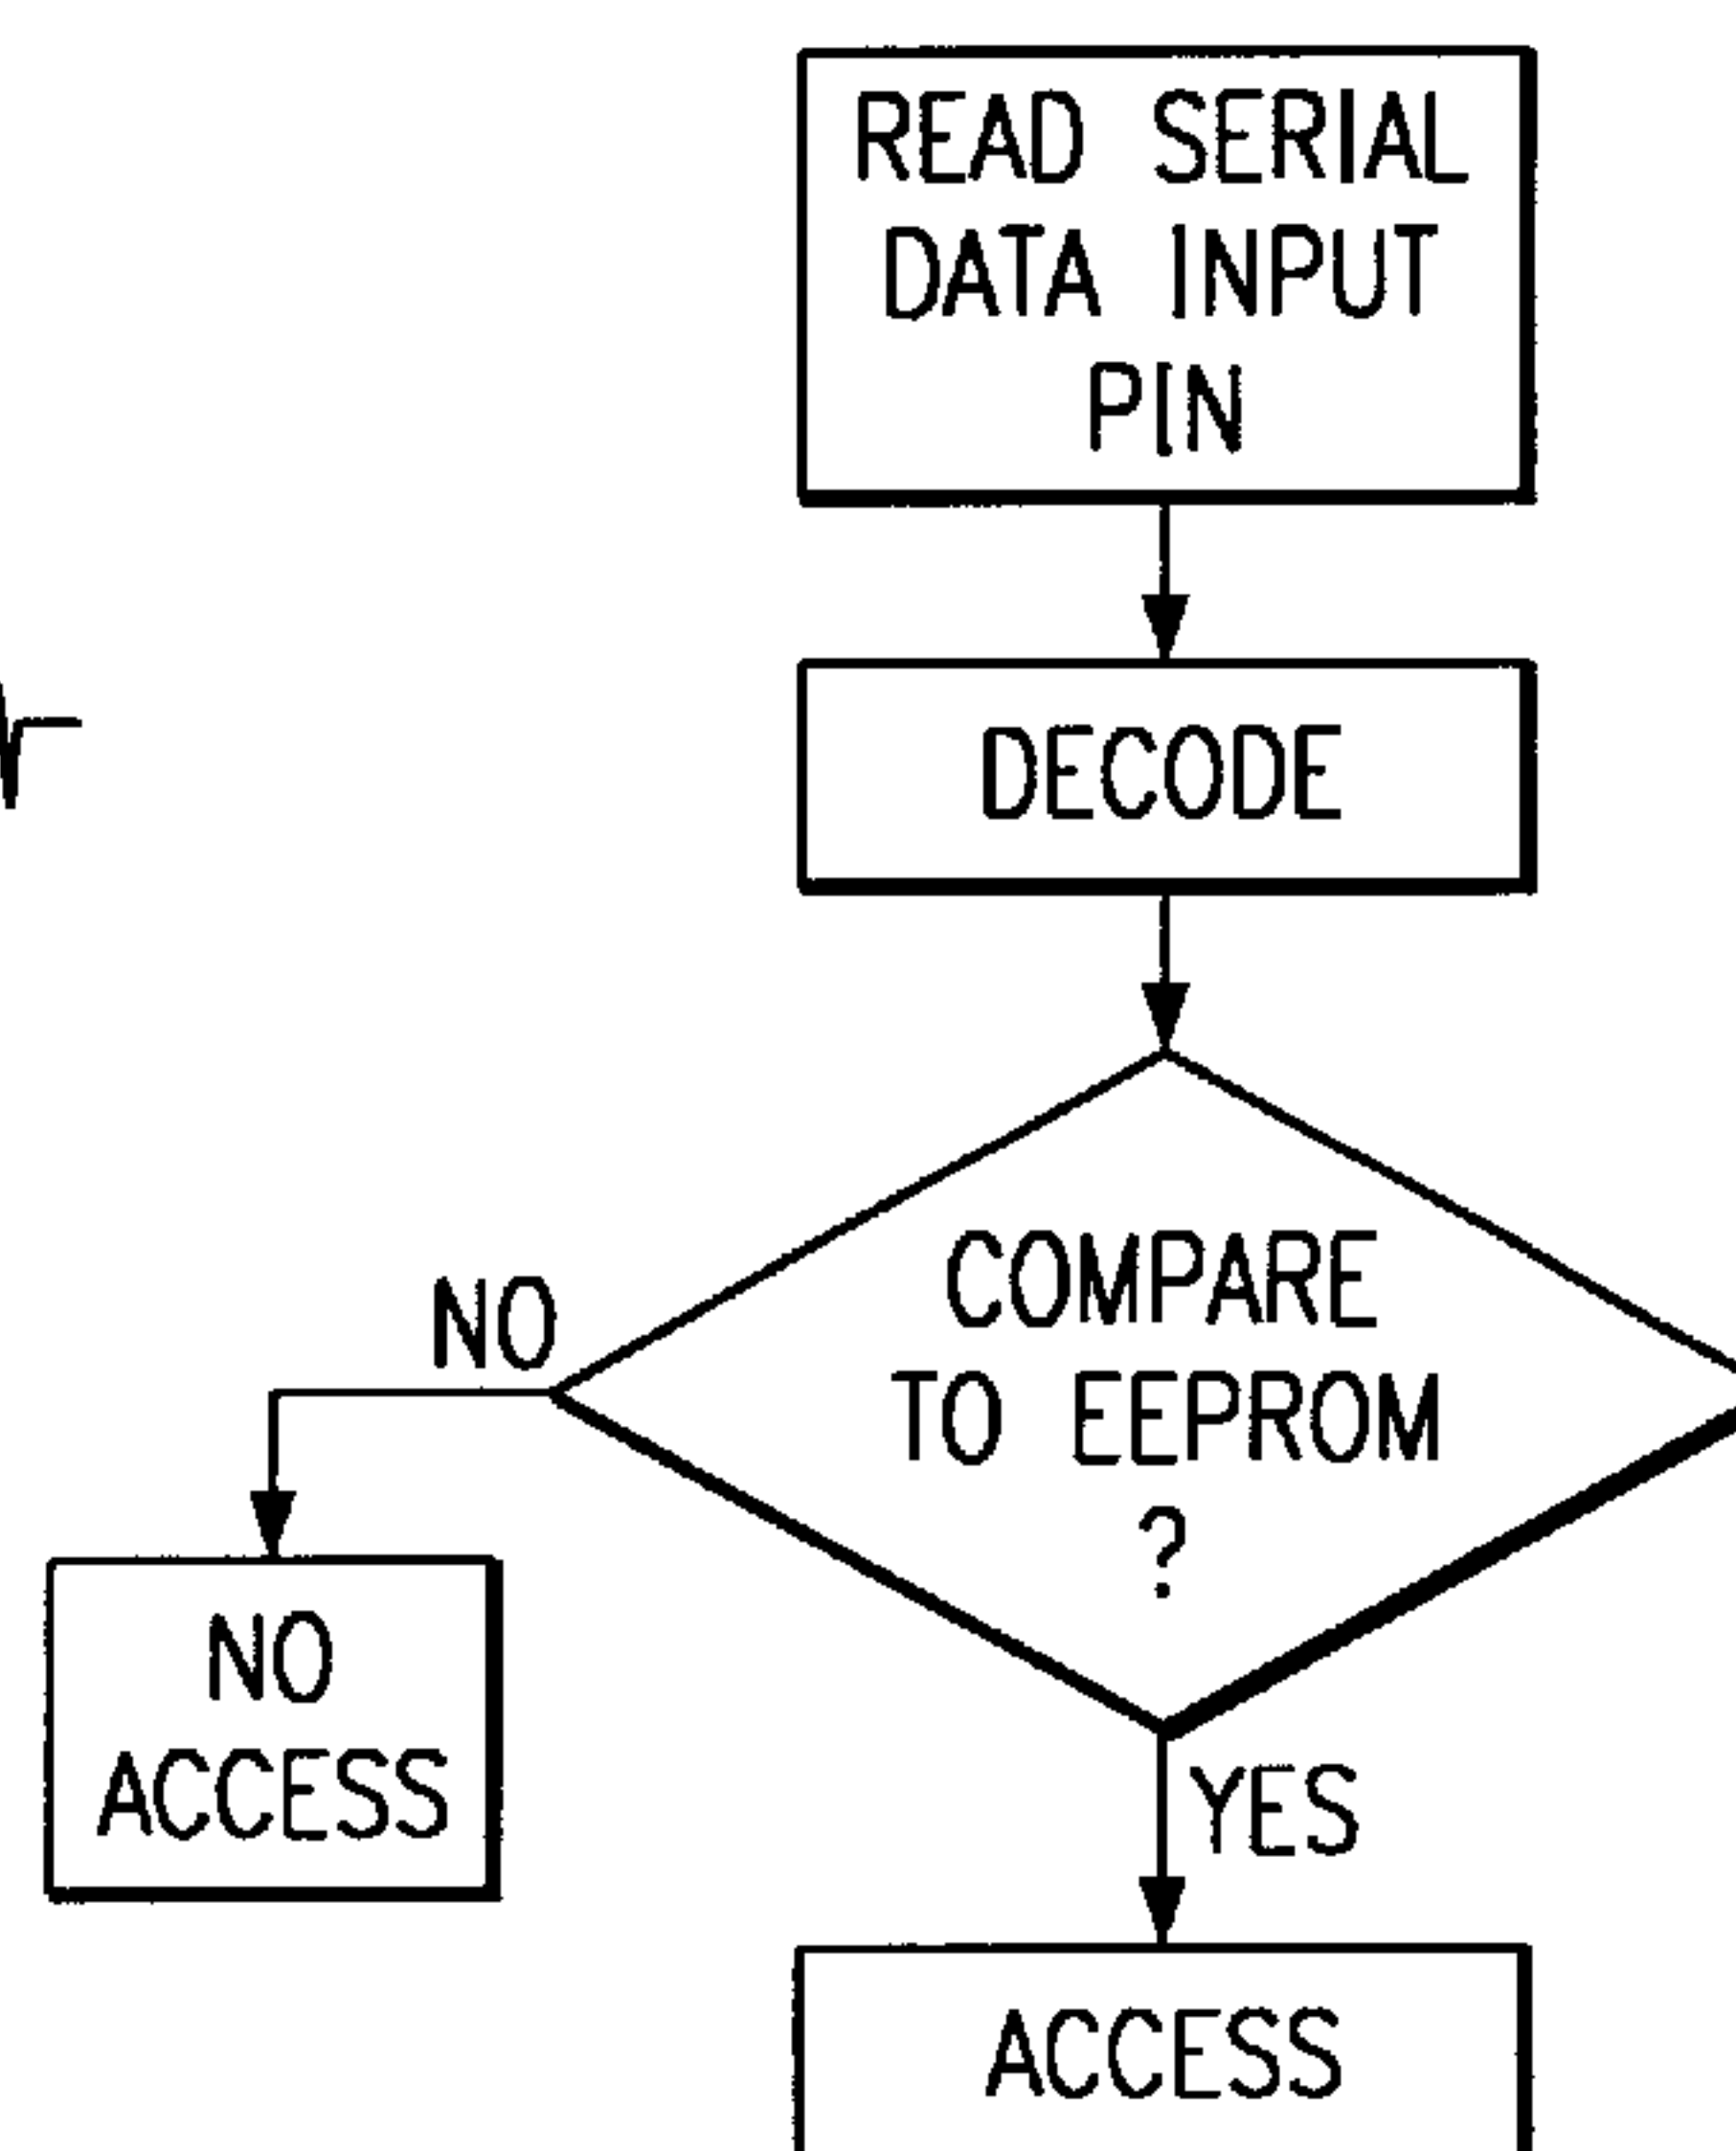 READ SERIAL
DATA INPUT
PIN
DECODE
COMPARE
TO EEPROM
?
NO
NO
ACCESS
YES
ACCESS